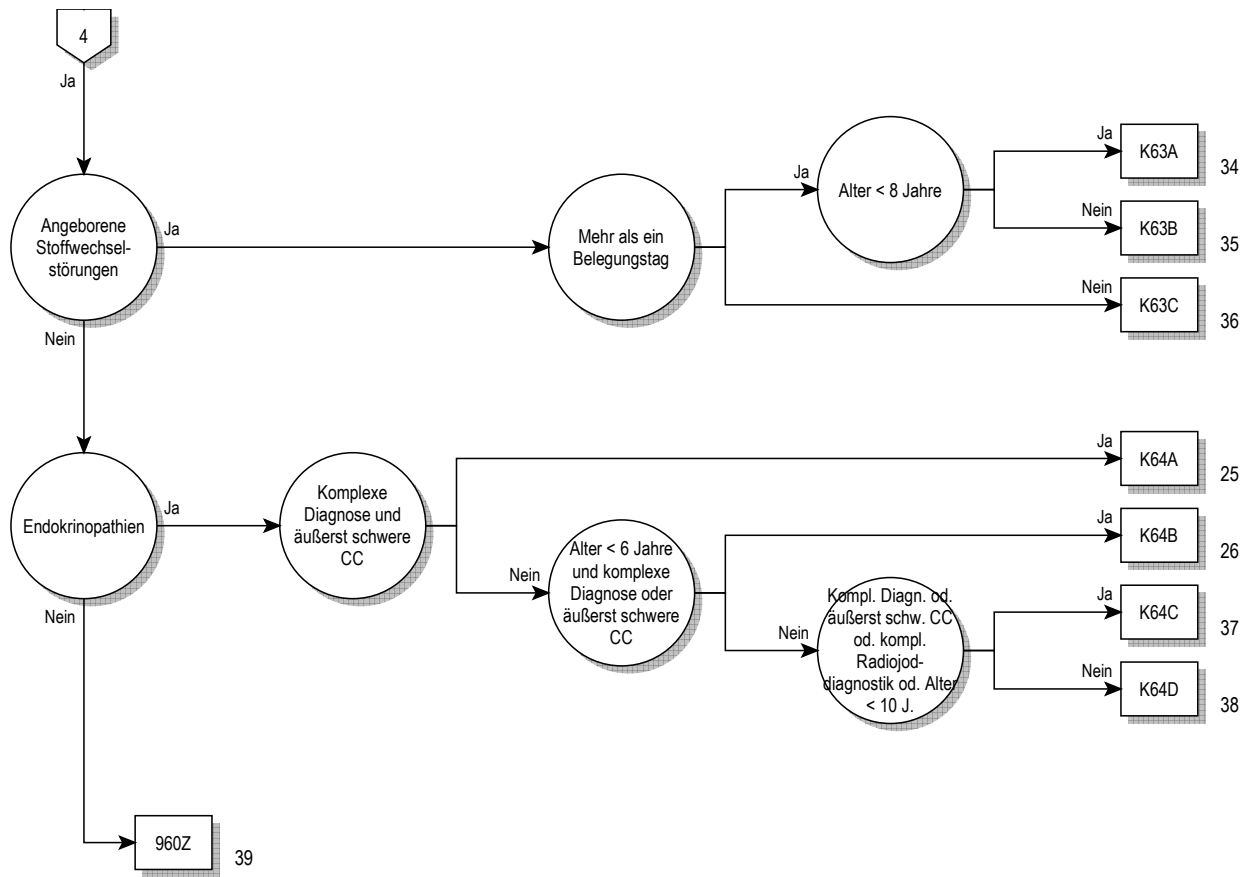 4
Ja
Angeborene
Stoffwechsel-
störungen
Ja
Mehr als ein
Belegungstag
Ja
Alter < 8 Jahre
Ja
K63A
34
Nein
K63B
35
Nein
K63C
36
Nein
Endokrinopathien
Ja
Komplexe
Diagnose und
äußerst schwere
CC
Ja
K64A
25
Nein
Alter < 6 Jahre
und komplexe
Diagnose oder
äußerst schwere
CC
Ja
K64B
26
Nein
Kompl. Diagn. od.
äußerst schw. CC
od. kompl.
Radiojod-
diagnostik od. Alter
< 10 J.
Ja
K64C
37
Nein
K64D
38
Nein
960Z
39